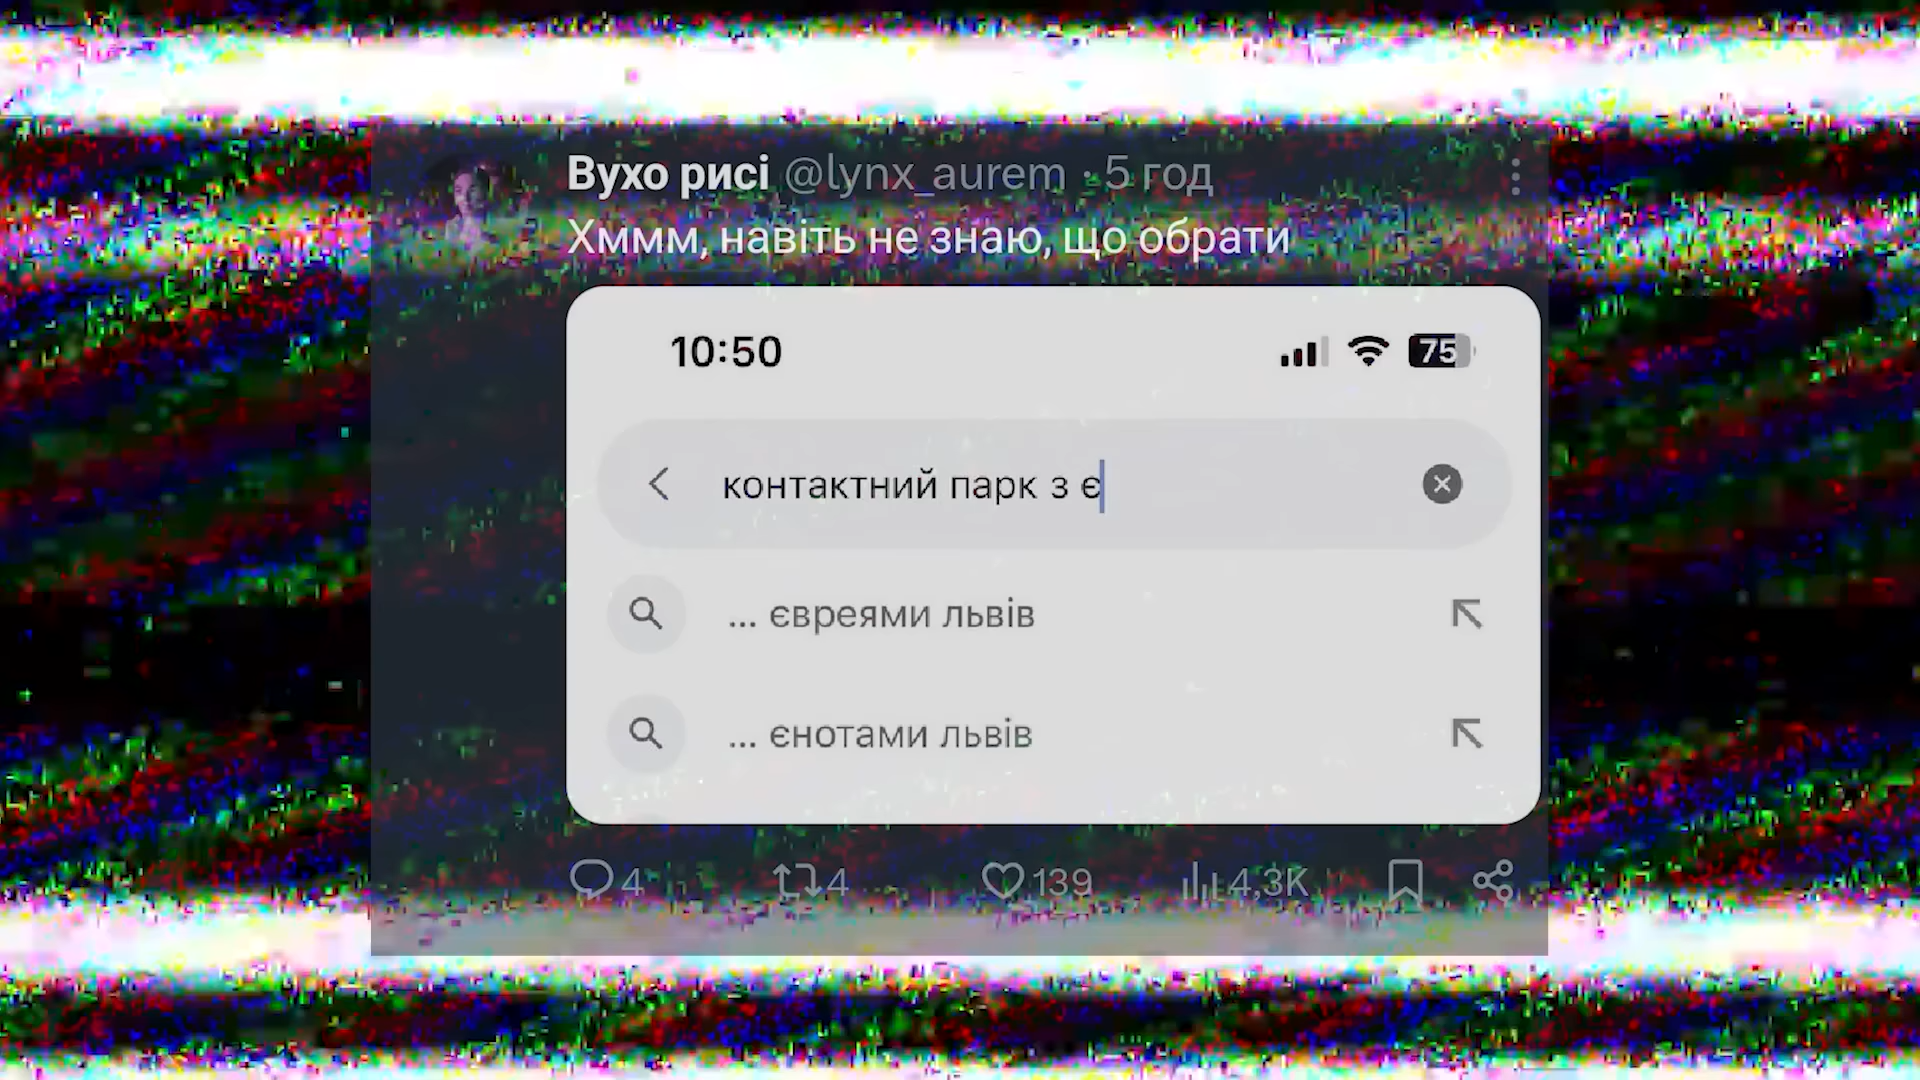 Вухо рисі @lynx_aurem · 5 год
Хммм, навіть не знаю, що обрати
10:50 75
контактний парк з є
... євреями львів
... єнотами львів
4 4 139 4,3K